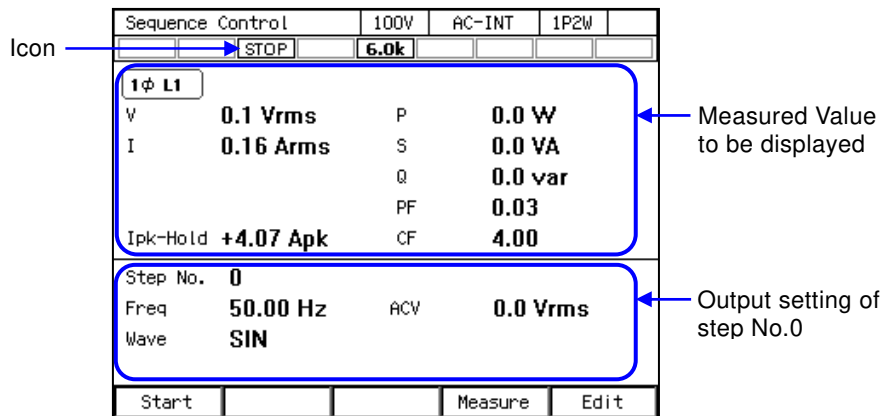 Sequence Control 100V AC-INT 1P2W
Icon STOP 6.0k
1ϕ L1
V 0.1 Vrms P 0.0 W
I 0.16 Arms S 0.0 VA
Q 0.0 var
PF 0.03
Ipk-Hold +4.07 Apk CF 4.00
Measured Value
to be displayed
Step No. 0
Freq 50.00 Hz ACV 0.0 Vrms
Wave SIN
Output setting of
step No.0
Start Measure Edit